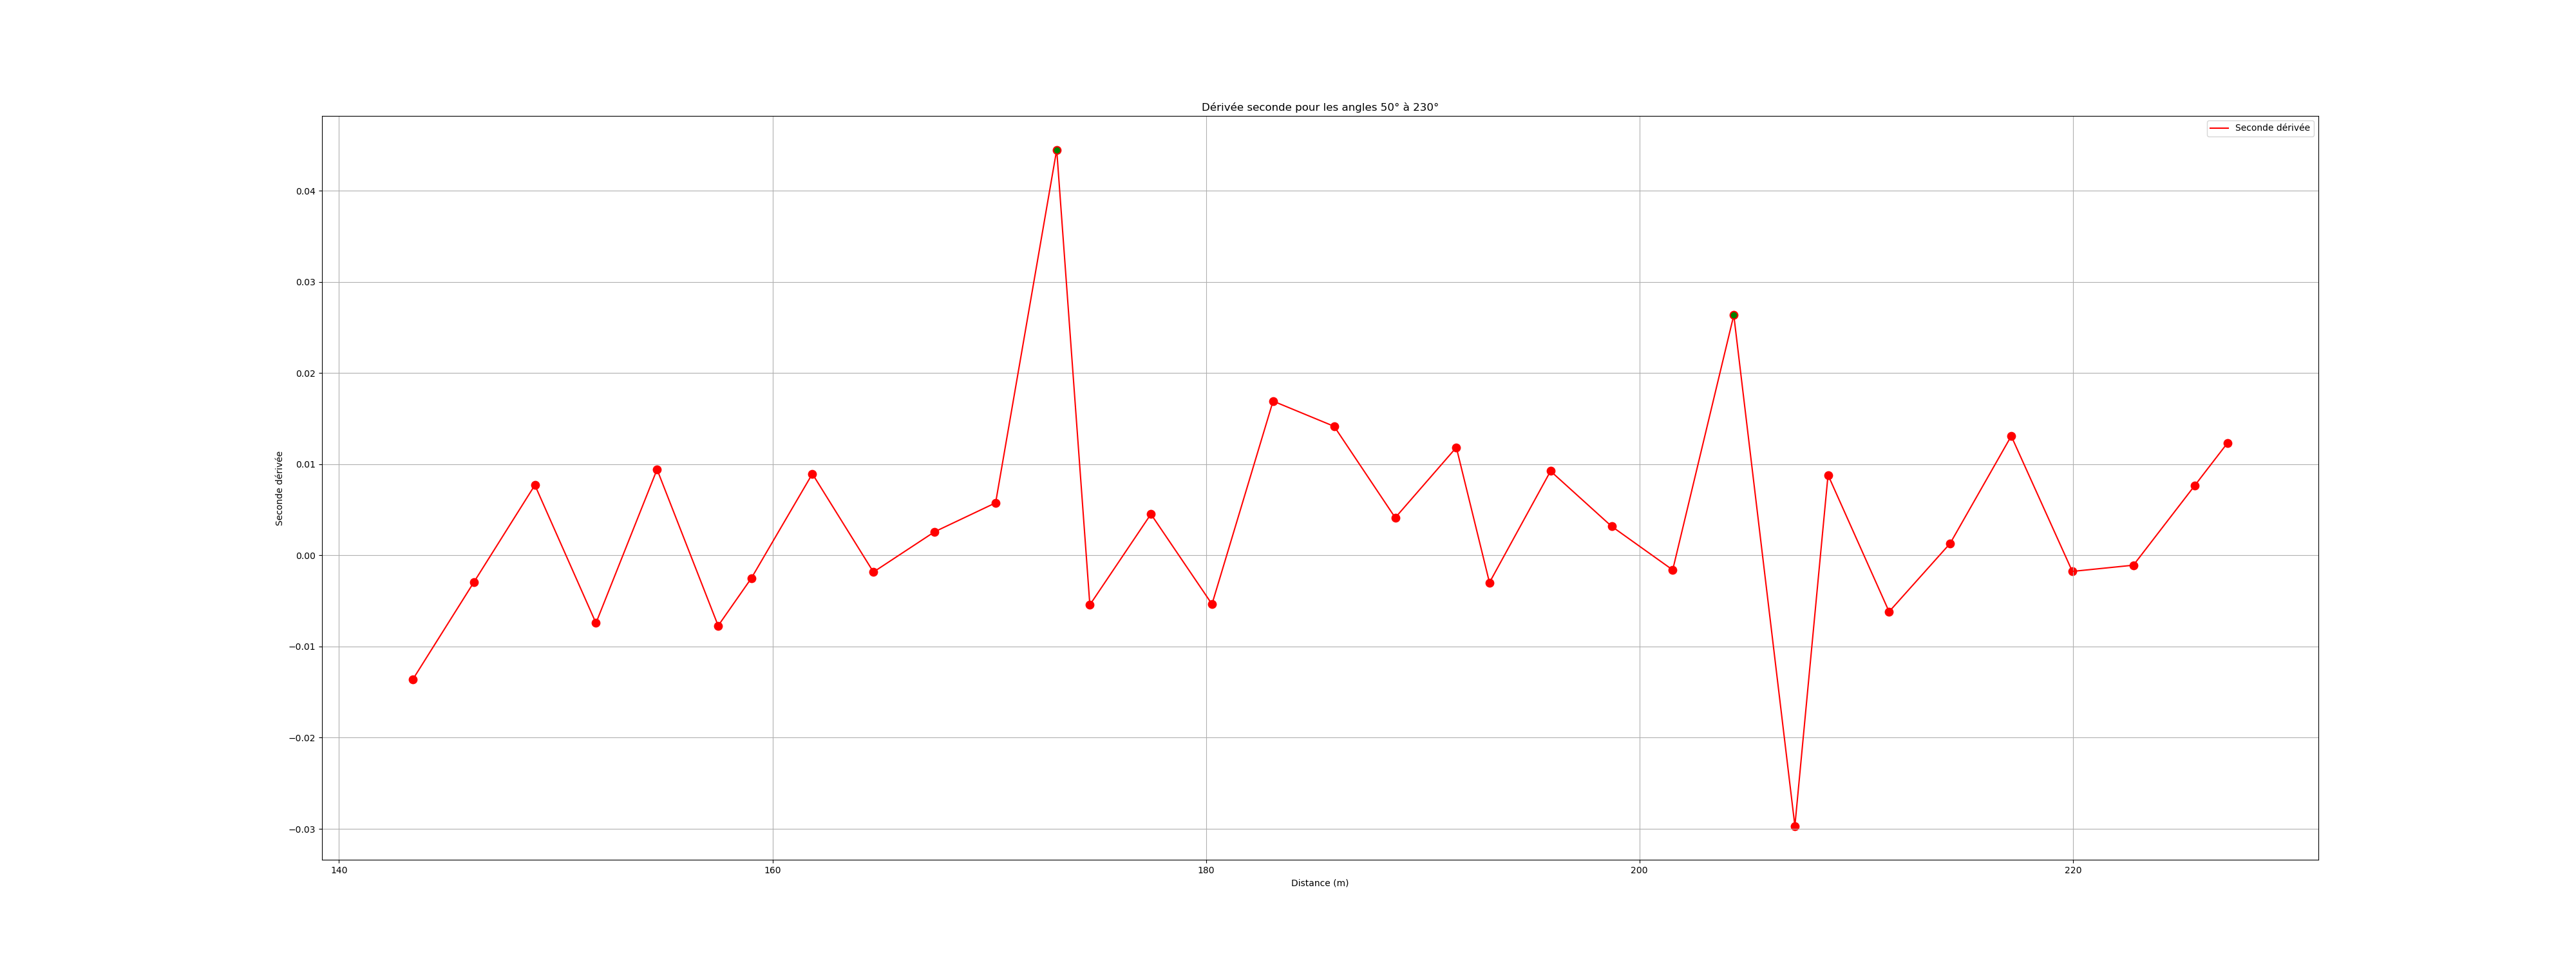 Dérivée seconde pour les angles 50° à 230°
Seconde dérivée
0.04
0.03
0.02
0.01
0.00
−0.01
−0.02
−0.03
Seconde dérivée
140 160 180 200 220
Distance (m)